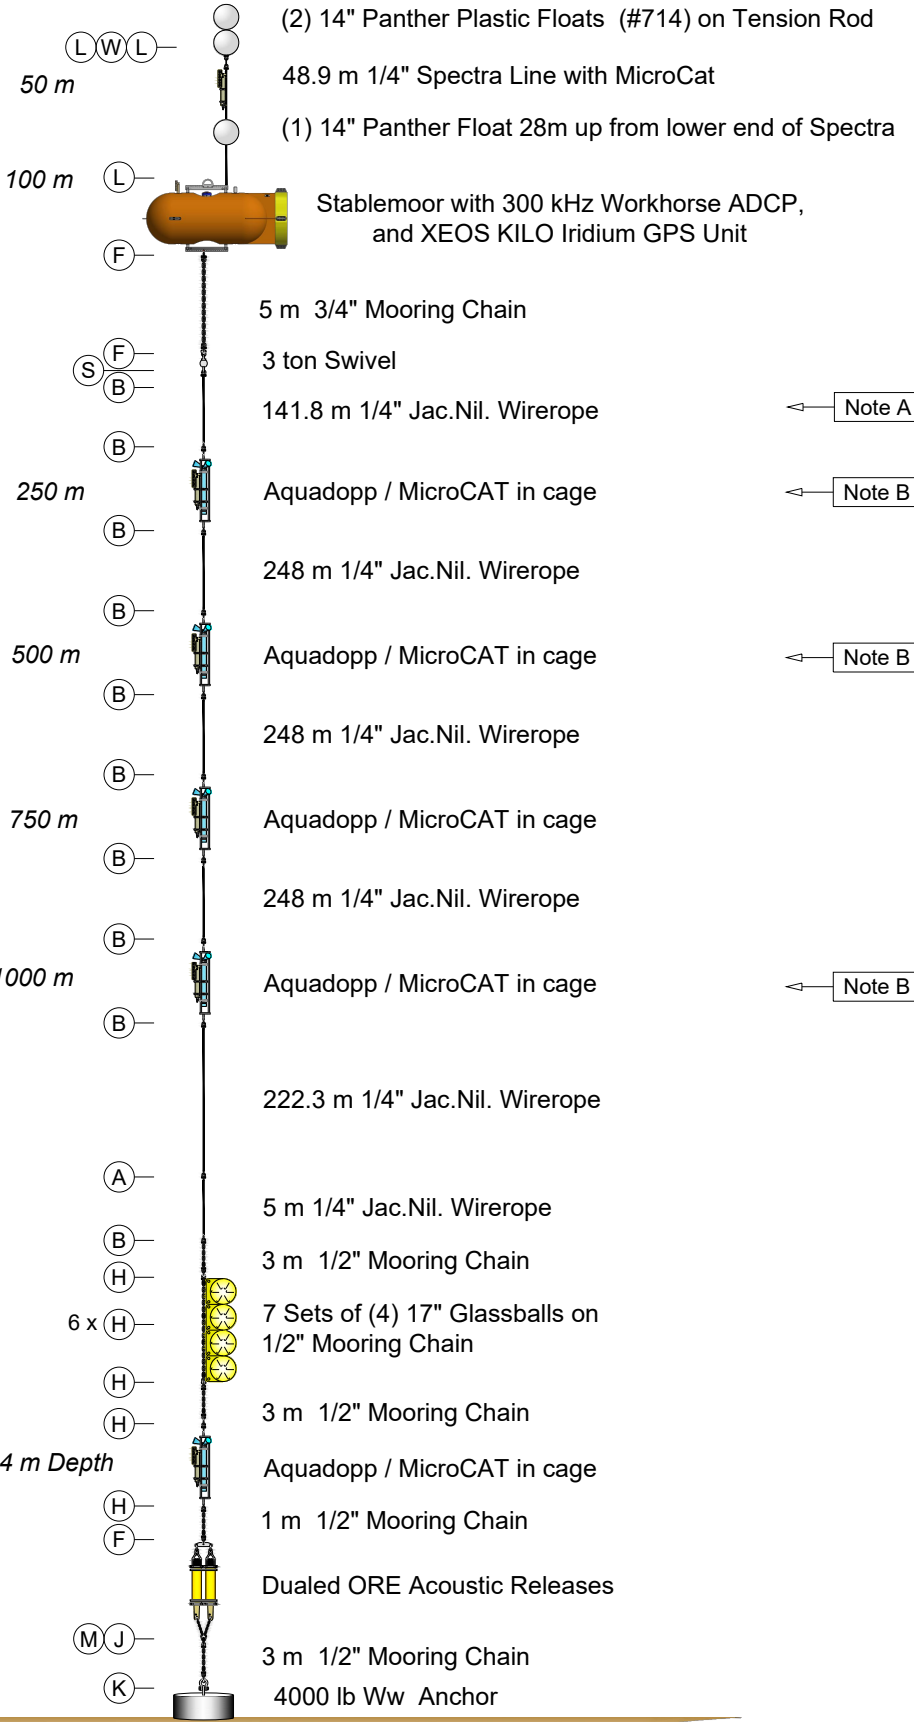 (2) 14" Panther Plastic Floats (#714) on Tension Rod
L W L
50 m
48.9 m 1/4" Spectra Line with MicroCat
(1) 14" Panther Float 28m up from lower end of Spectra
100 m
L
Stablemoor with 300 kHz Workhorse ADCP,
and XEOS KILO Iridium GPS Unit
F
5 m 3/4" Mooring Chain
F
S
3 ton Swivel
B
141.8 m 1/4" Jac.Nil. Wirerope
Note A
B
250 m
Aquadopp / MicroCAT in cage
Note B
B
248 m 1/4" Jac.Nil. Wirerope
B
500 m
Aquadopp / MicroCAT in cage
Note B
B
248 m 1/4" Jac.Nil. Wirerope
B
750 m
Aquadopp / MicroCAT in cage
B
248 m 1/4" Jac.Nil. Wirerope
B
000 m
Aquadopp / MicroCAT in cage
Note B
B
222.3 m 1/4" Jac.Nil. Wirerope
A
5 m 1/4" Jac.Nil. Wirerope
B
3 m 1/2" Mooring Chain
H
7 Sets of (4) 17" Glassballs on
6 x H
1/2" Mooring Chain
H
3 m 1/2" Mooring Chain
H
4 m Depth
Aquadopp / MicroCAT in cage
H
1 m 1/2" Mooring Chain
F
Dualed ORE Acoustic Releases
M J
3 m 1/2" Mooring Chain
K
4000 lb Ww Anchor